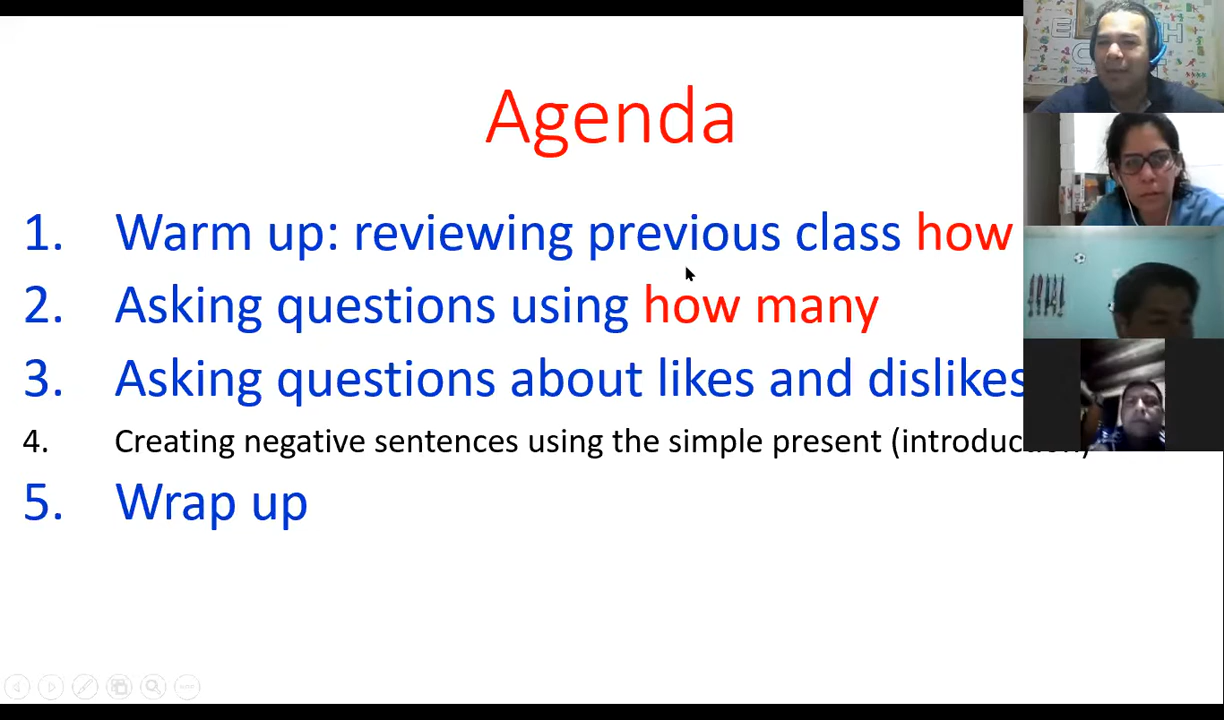 Agenda
1. Warm up: reviewing previous class how
2. Asking questions using how many
3. Asking questions about likes and dislikes
4. Creating negative sentences using the simple present (introduction)
5. Wrap up